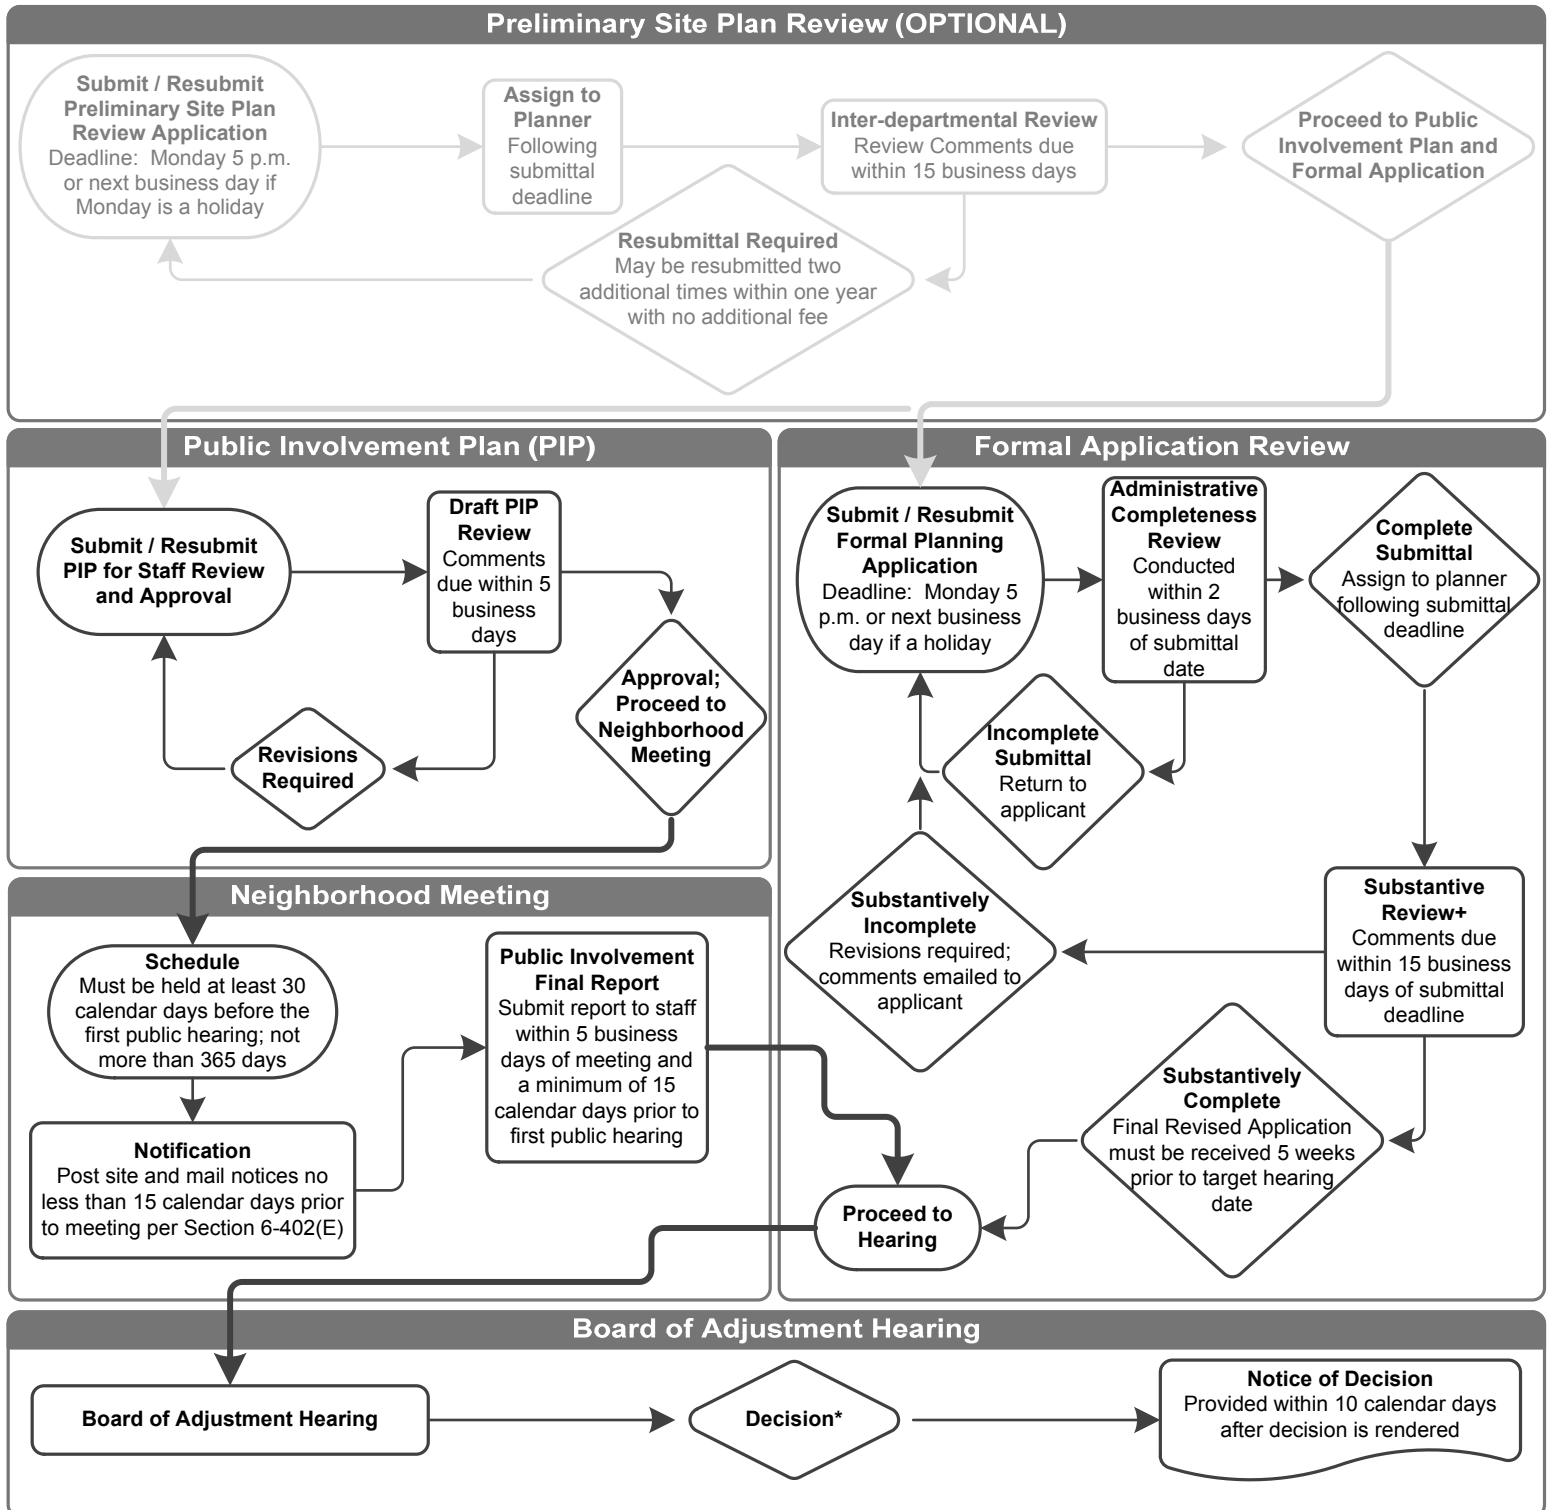 Preliminary Site Plan Review (OPTIONAL)
Submit / Resubmit
Preliminary Site Plan
Review Application
Deadline: Monday 5 p.m.
or next business day if
Monday is a holiday
Assign to
Planner
Following
submittal
deadline
Inter-departmental Review
Review Comments due
within 15 business days
Proceed to Public
Involvement Plan and
Formal Application
Resubmittal Required
May be resubmitted two
additional times within one year
with no additional fee
Public Involvement Plan (PIP)
Submit / Resubmit
PIP for Staff Review
and Approval
Draft PIP
Review
Comments
due within 5
business
days
Approval;
Proceed to
Neighborhood
Meeting
Revisions
Required
Formal Application Review
Submit / Resubmit
Formal Planning
Application
Deadline: Monday 5
p.m. or next business
day if a holiday
Administrative
Completeness
Review
Conducted
within 2
business days
of submittal
date
Complete
Submittal
Assign to planner
following submittal
deadline
Incomplete
Submittal
Return to
applicant
Substantively
Incomplete
Revisions required;
comments emailed to
applicant
Substantive
Review+
Comments due
within 15 business
days of submittal
deadline
Substantively
Complete
Final Revised Application
must be received 5 weeks
prior to target hearing
date
Proceed to
Hearing
Neighborhood Meeting
Schedule
Must be held at least 30
calendar days before the
first public hearing; not
more than 365 days
Notification
Post site and mail notices no
less than 15 calendar days prior
to meeting per Section 6-402(E)
Public Involvement
Final Report
Submit report to staff
within 5 business
days of meeting and
a minimum of 15
calendar days prior to
first public hearing
Board of Adjustment Hearing
Board of Adjustment Hearing
Decision*
Notice of Decision
Provided within 10 calendar days
after decision is rendered